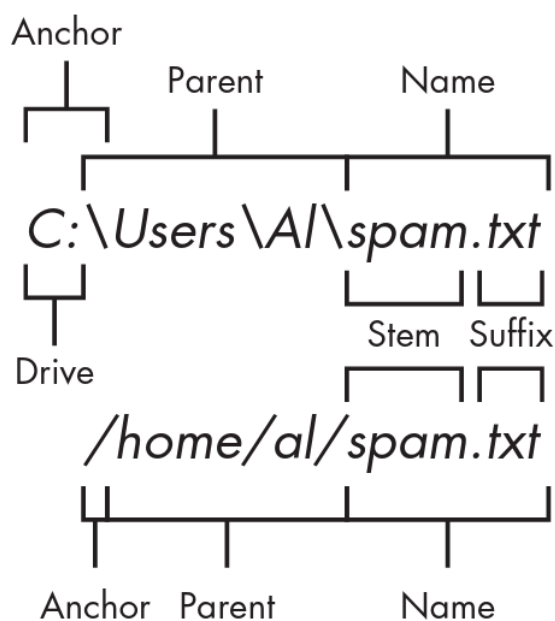 Anchor
Parent Name
C:\Users\Al\spam.txt
Stem Suffix
Drive
/home/al/spam.txt
Anchor Parent Name